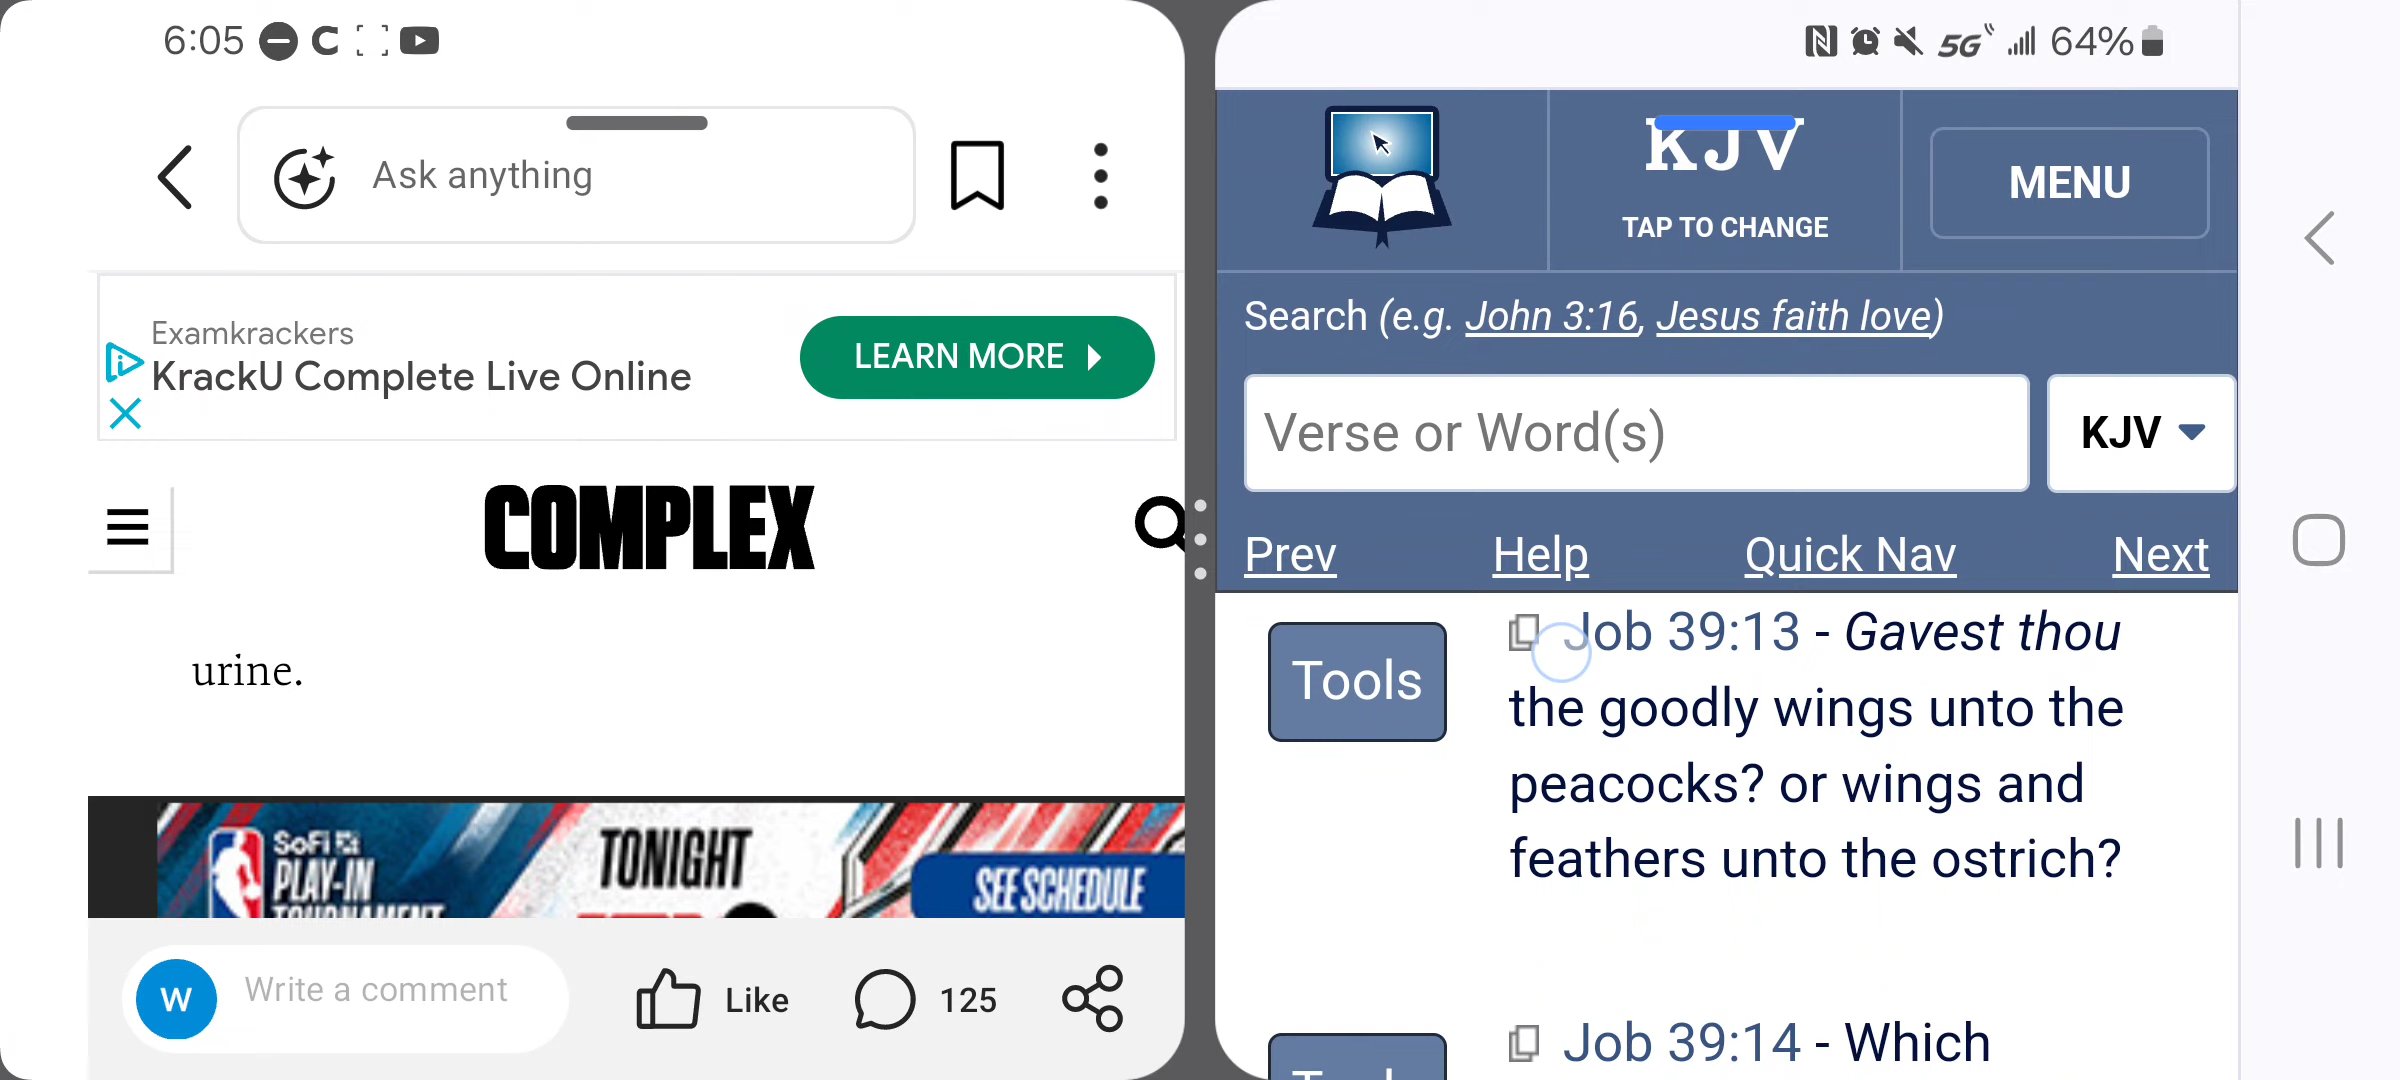 6:05
Ask anything
Examkrackers
KrackU Complete Live Online
LEARN MORE
COMPLEX
urine.
SoFi
PLAY-IN
TOURNAMENT
TONIGHT
SEE SCHEDULE
W
Write a comment
Like
125
5G
64%
KJV
TAP TO CHANGE
MENU
Search (e.g. John 3:16, Jesus faith love)
Verse or Word(s)
KJV
Prev
Help
Quick Nav
Next
Tools
Job 39:13 - Gavest thou
the goodly wings unto the
peacocks? or wings and
feathers unto the ostrich?
Job 39:14 - Which